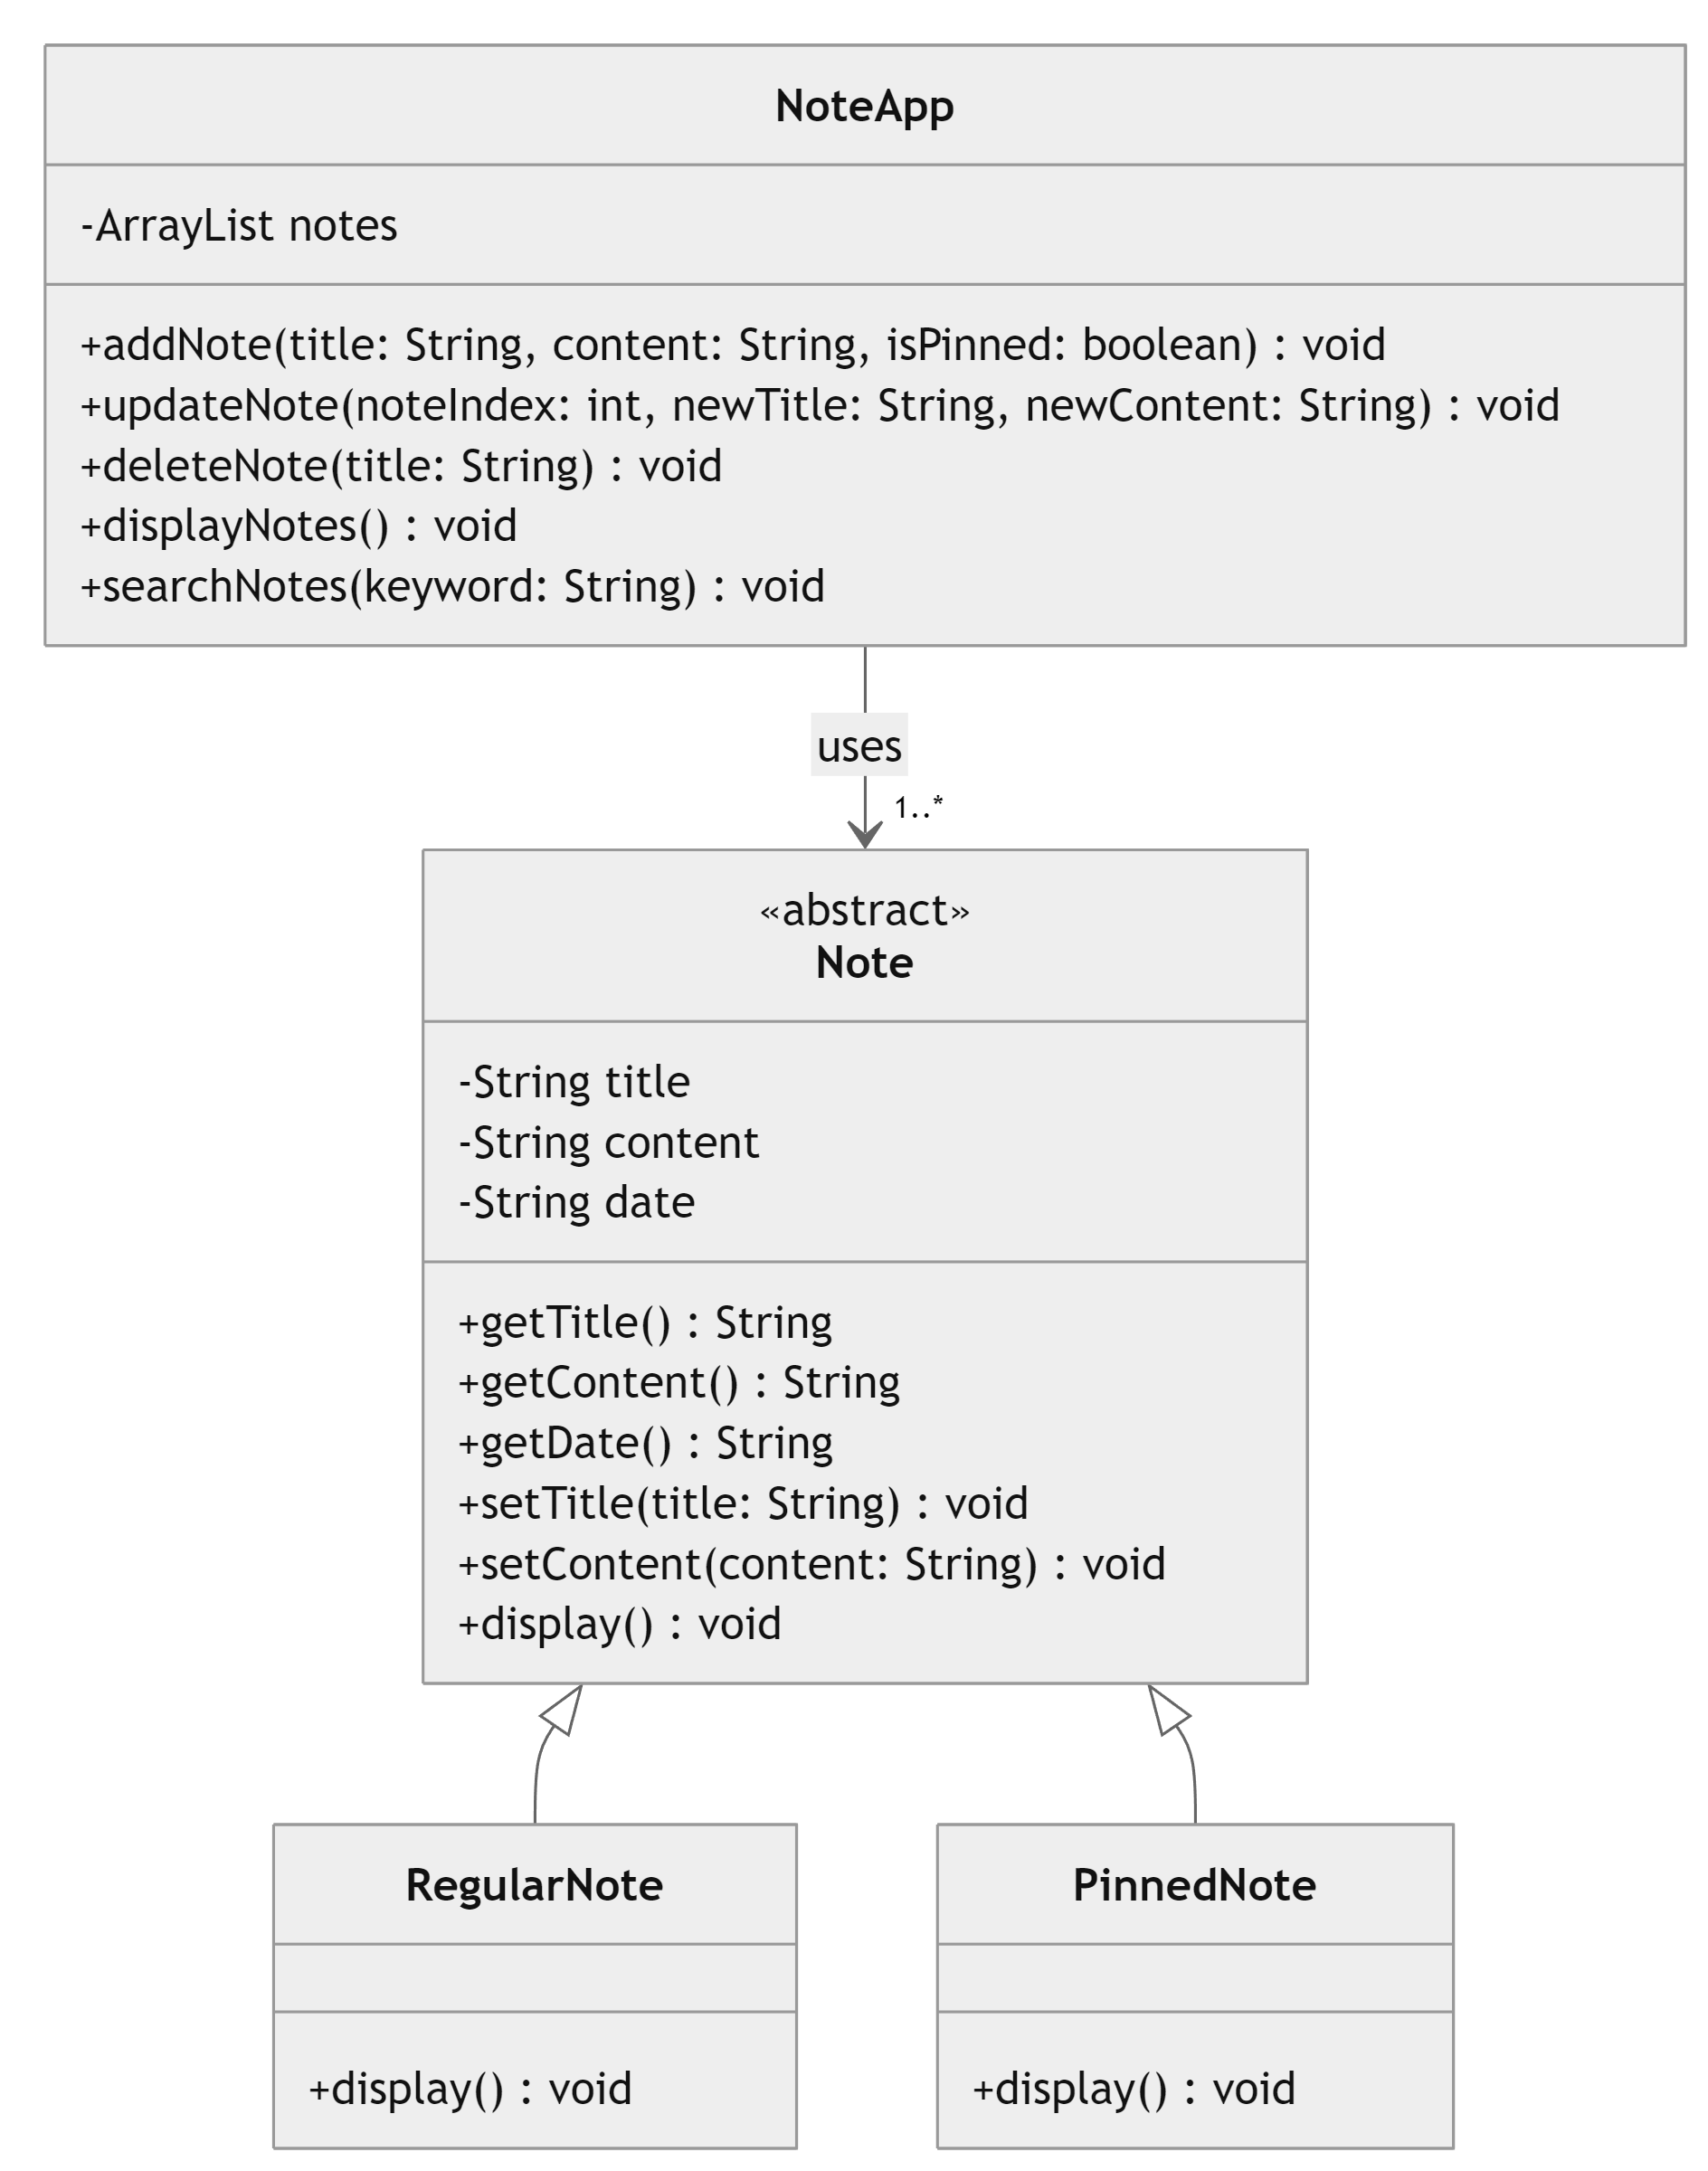 NoteApp
-ArrayList notes
+addNote(title: String, content: String, isPinned: boolean) : void
+updateNote(noteIndex: int, newTitle: String, newContent: String) : void
+deleteNote(title: String) : void
+displayNotes() : void
+searchNotes(keyword: String) : void
uses
1..*
«abstract»
Note
-String title
-String content
-String date
+getTitle() : String
+getContent() : String
+getDate() : String
+setTitle(title: String) : void
+setContent(content: String) : void
+display() : void
RegularNote
+display() : void
PinnedNote
+display() : void